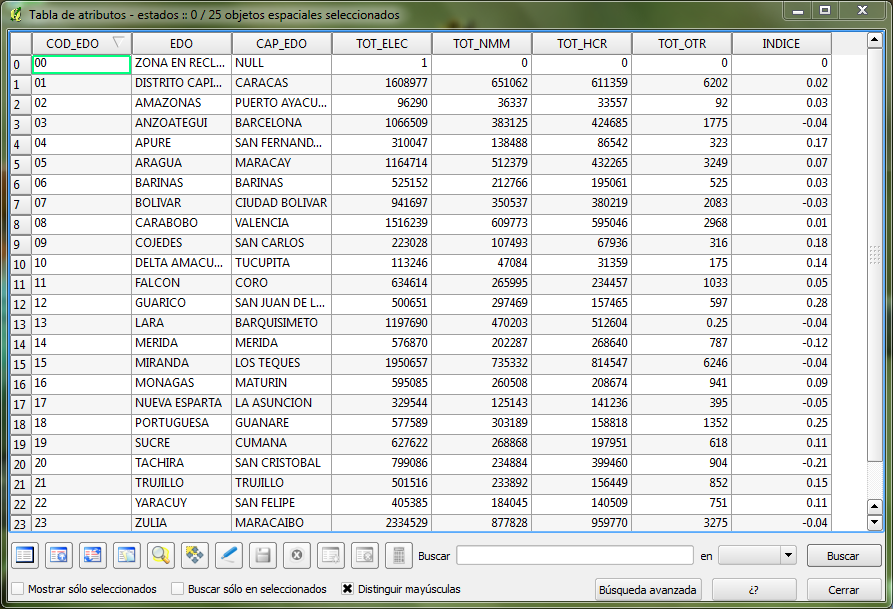 Tabla de atributos - estados :: 0 / 25 objetos espaciales seleccionados
COD_EDO EDO CAP_EDO TOT_ELEC TOT_NMM TOT_HCR TOT_OTR INDICE
0 00 ZONA EN RECL... NULL 1 0 0 0 0
1 01 DISTRITO CAPI... CARACAS 1608977 651062 611359 6202 0.02
2 02 AMAZONAS PUERTO AYACU... 96290 36337 33557 92 0.03
3 03 ANZOATEGUI BARCELONA 1066509 383125 424685 1775 -0.04
4 04 APURE SAN FERNAND... 310047 138488 86542 323 0.17
5 05 ARAGUA MARACAY 1164714 512379 432265 3249 0.07
6 06 BARINAS BARINAS 525152 212766 195061 525 0.03
7 07 BOLIVAR CIUDAD BOLIVAR 941697 350537 380219 2083 -0.03
8 08 CARABOBO VALENCIA 1516239 609773 595046 2968 0.01
9 09 COJEDES SAN CARLOS 223028 107493 67936 316 0.18
10 10 DELTA AMACU... TUCUPITA 113246 47084 31359 175 0.14
11 11 FALCON CORO 634614 265995 234457 1033 0.05
12 12 GUARICO SAN JUAN DE L... 500651 297469 157465 597 0.28
13 13 LARA BARQUISIMETO 1197690 470203 512604 0.25 -0.04
14 14 MERIDA MERIDA 576870 202287 268640 787 -0.12
15 15 MIRANDA LOS TEQUES 1950657 735332 814547 6246 -0.04
16 16 MONAGAS MATURIN 595085 260508 208674 941 0.09
17 17 NUEVA ESPARTA LA ASUNCION 329544 125143 141236 395 -0.05
18 18 PORTUGUESA GUANARE 577589 303189 158818 1352 0.25
19 19 SUCRE CUMANA 627622 268868 197951 618 0.11
20 20 TACHIRA SAN CRISTOBAL 799086 234884 399460 904 -0.21
21 21 TRUJILLO TRUJILLO 501516 233892 156449 852 0.15
22 22 YARACUY SAN FELIPE 405385 184045 140509 751 0.11
23 23 ZULIA MARACAIBO 2334529 877828 959770 3275 -0.04
Buscar en Buscar
Mostrar sólo seleccionados Buscar sólo en seleccionados Distinguir mayúsculas Búsqueda avanzada ¿? Cerrar